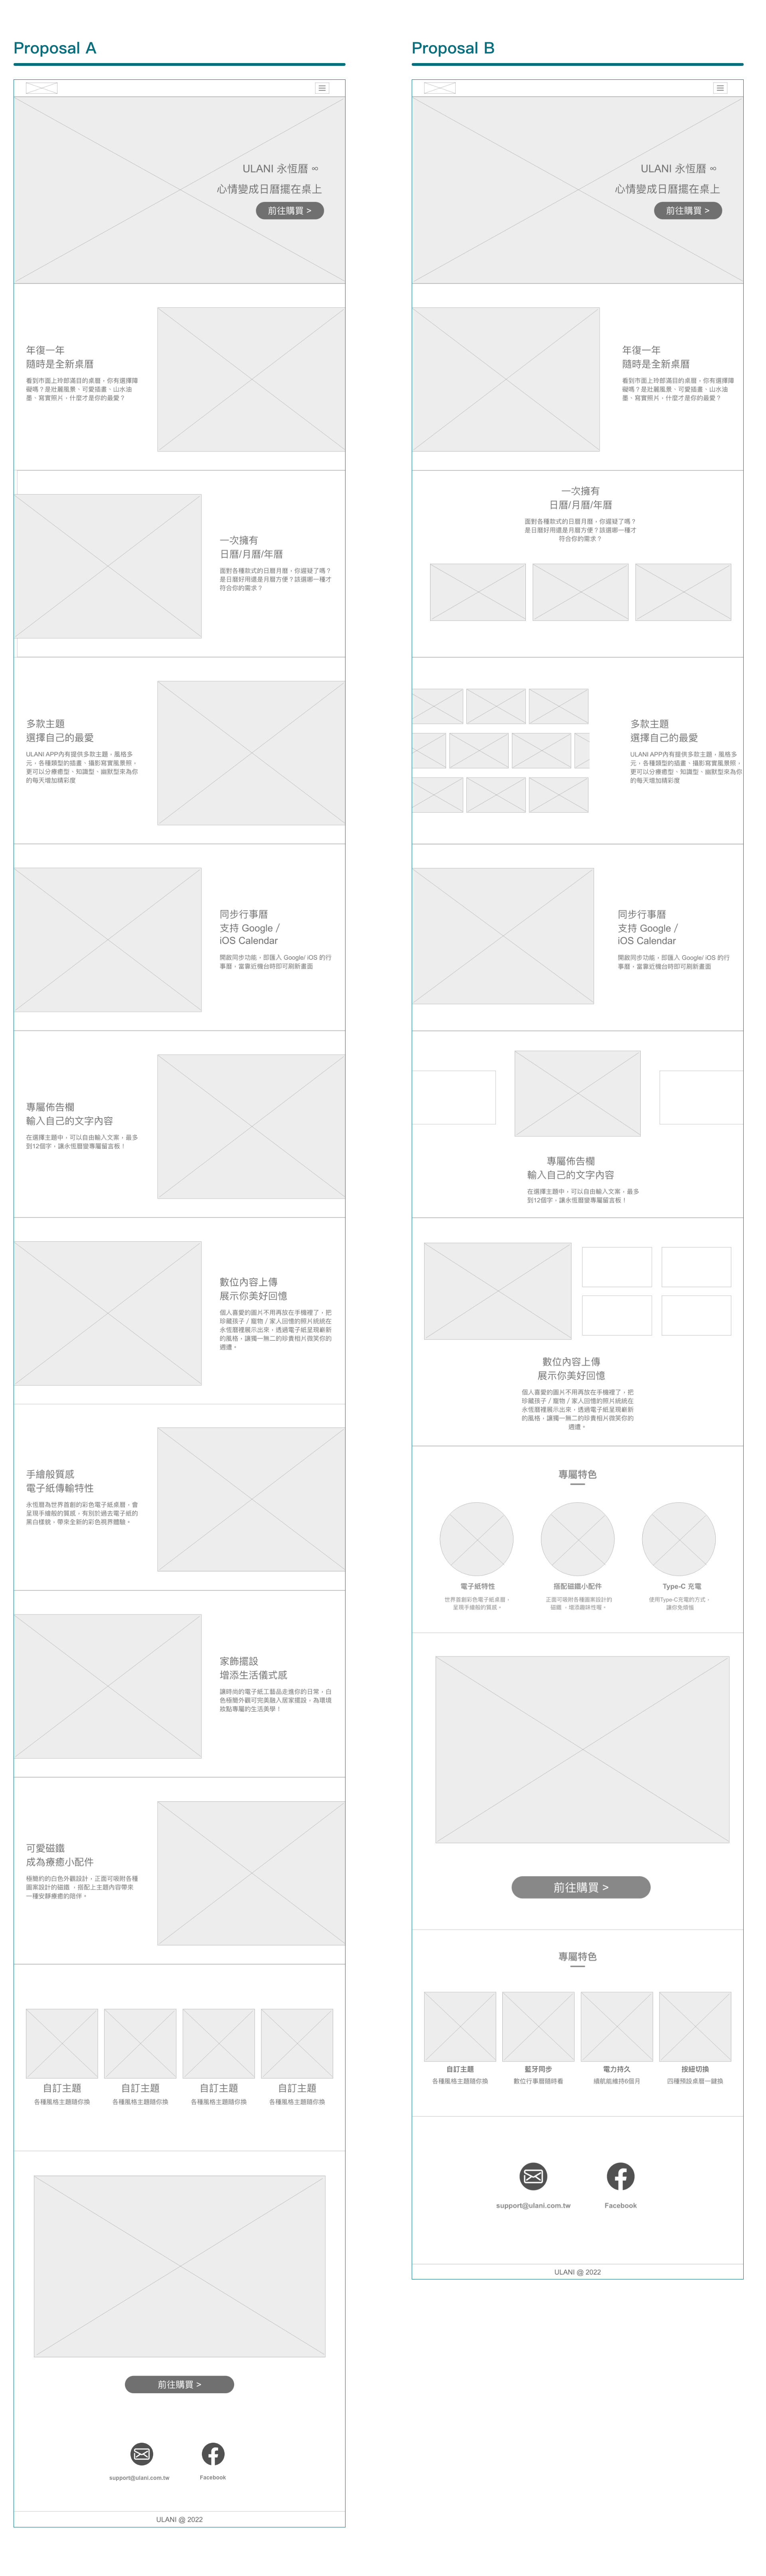 Proposal A
ULANI 永恆曆 ∞
心情變成日曆擺在桌上
前往購買 >
年復一年
隨時是全新桌曆
看到市面上玲郎滿目的桌曆，你有選擇障
礙嗎？是壯麗風景、可愛插畫、山水油
墨、寫實照片，什麼才是你的最愛？
一次擁有
日曆/月曆/年曆
面對各種款式的日曆月曆，你遲疑了嗎？
是日曆好用還是月曆方便？該選哪一種才
符合你的需求？
多款主題
選擇自己的最愛
ULANI APP內有提供多款主題，風格多
元，各種類型的插畫、攝影寫實風景照，
更可以分療癒型、知識型、幽默型來為你
的每天增加精彩度
同步行事曆
支持 Google /
iOS Calendar
開啟同步功能，即匯入 Google/ iOS 的行
事曆，當靠近機台時即可刷新畫面
專屬佈告欄
輸入自己的文字內容
在選擇主題中，可以自由輸入文案，最多
到12個字，讓永恆曆變專屬留言板！
數位內容上傳
展示你美好回憶
個人喜愛的圖片不用再放在手機裡了，把
珍藏孩子 / 寵物 / 家人回憶的照片統統在
永恆曆裡展示出來，透過電子紙呈現嶄新
的風格，讓獨一無二的珍貴相片微笑你的
週遭。
手繪般質感
電子紙傳輸特性
永恆曆為世界首創的彩色電子紙桌曆，會
呈現手繪般的質感，有別於過去電子紙的
黑白樣貌，帶來全新的彩色視界體驗。
家飾擺設
增添生活儀式感
讓時尚的電子紙工藝品走進你的日常，白
色極簡外觀可完美融入居家擺設，為環境
妝點專屬的生活美學！
可愛磁鐵
成為療癒小配件
極簡約的白色外觀設計，正面可吸附各種
圖案設計的磁鐵 ，搭配上主題內容帶來
一種安靜療癒的陪伴。
自訂主題
各種風格主題隨你換
自訂主題
各種風格主題隨你換
自訂主題
各種風格主題隨你換
自訂主題
各種風格主題隨你換
前往購買 >
support@ulani.com.tw
Facebook
ULANI @ 2022
Proposal B
ULANI 永恆曆 ∞
心情變成日曆擺在桌上
前往購買 >
年復一年
隨時是全新桌曆
看到市面上玲郎滿目的桌曆，你有選擇障
礙嗎？是壯麗風景、可愛插畫、山水油
墨、寫實照片，什麼才是你的最愛？
一次擁有
日曆/月曆/年曆
面對各種款式的日曆月曆，你遲疑了嗎？
是日曆好用還是月曆方便？該選哪一種才
符合你的需求？
多款主題
選擇自己的最愛
ULANI APP內有提供多款主題，風格多
元，各種類型的插畫、攝影寫實風景照，
更可以分療癒型、知識型、幽默型來為你
的每天增加精彩度
同步行事曆
支持 Google /
iOS Calendar
開啟同步功能，即匯入 Google/ iOS 的行
事曆，當靠近機台時即可刷新畫面
專屬佈告欄
輸入自己的文字內容
在選擇主題中，可以自由輸入文案，最多
到12個字，讓永恆曆變專屬留言板！
數位內容上傳
展示你美好回憶
個人喜愛的圖片不用再放在手機裡了，把
珍藏孩子 / 寵物 / 家人回憶的照片統統在
永恆曆裡展示出來，透過電子紙呈現嶄新
的風格，讓獨一無二的珍貴相片微笑你的
週遭。
專屬特色
電子紙特性
世界首創彩色電子紙桌曆，
呈現手繪般的質感。
搭配磁鐵小配件
正面可吸附各種圖案設計的
磁鐵 ，增添趣味性喔。
Type-C 充電
使用Type-C充電的方式，
讓你免煩惱
前往購買 >
專屬特色
自訂主題
各種風格主題隨你換
藍牙同步
數位行事曆隨時看
電力持久
續航能維持6個月
按鈕切換
四種預設桌曆一鍵換
support@ulani.com.tw
Facebook
ULANI @ 2022